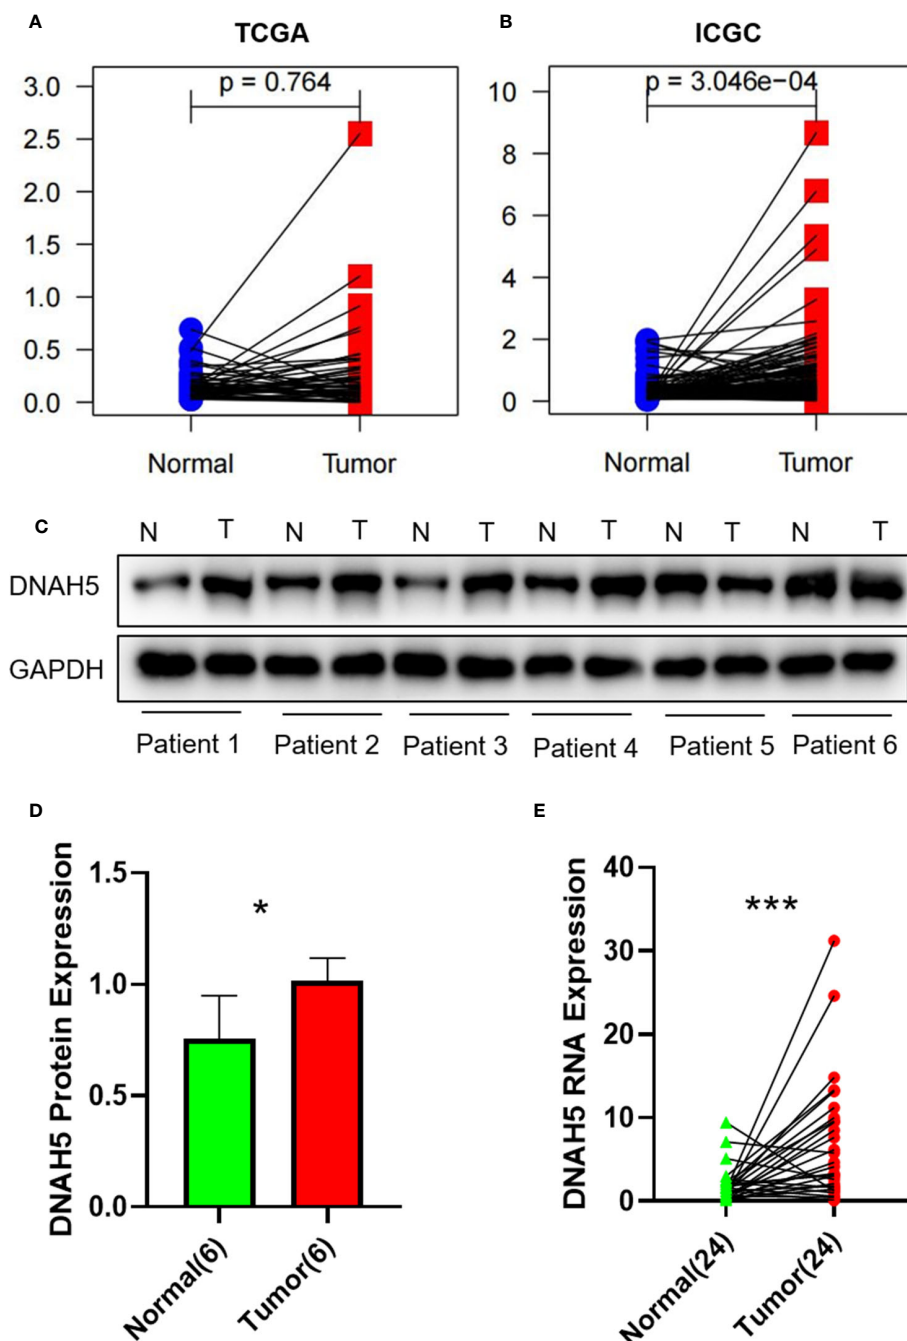 A
TCGA
p = 0.764
3.0
2.5
2.0
1.5
1.0
0.5
0.0
Normal
Tumor
B
ICGC
p = 3.046e−04
10
8
6
4
2
0
Normal
Tumor
C
N T N T N T N T N T N T
DNAH5
GAPDH
Patient 1 Patient 2 Patient 3 Patient 4 Patient 5 Patient 6
D
DNAH5 Protein Expression
1.5
1.0
0.5
0.0
*
Normal(6)
Tumor(6)
E
DNAH5 RNA Expression
40
30
20
10
0
***
Normal(24)
Tumor(24)